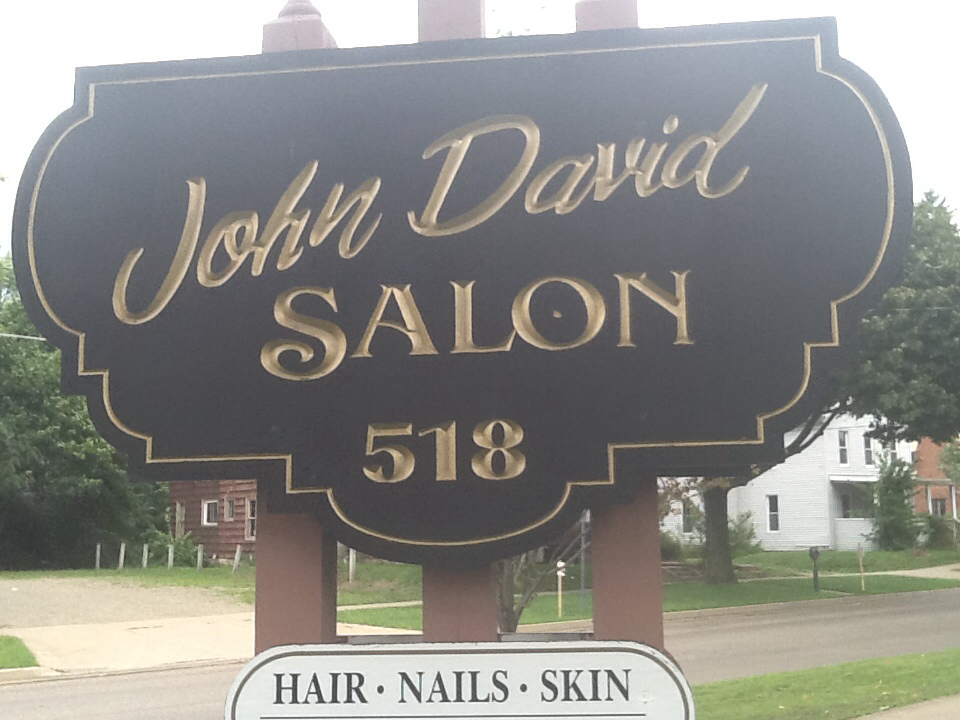 John David
SALON
518
HAIR · NAILS · SKIN